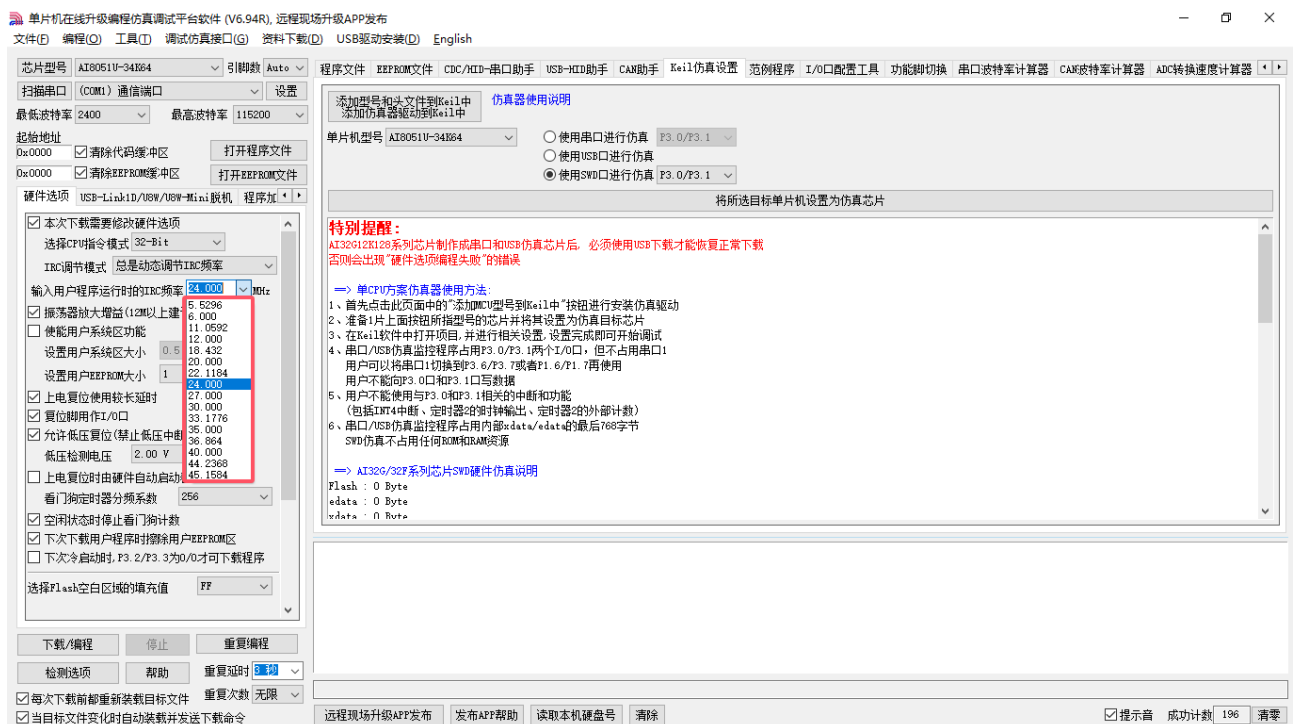 单片机在线升级编程仿真调试平台软件 (V6.94R), 远程现场升级APP发布
文件(F) 编程(O) 工具(T) 调试仿真接口(G) 资料下载(D) USB驱动安装(D) English
芯片型号 AI8051U-34K64 引脚数 Auto
扫描串口 (COM1) 通信端口 设置
最低波特率 2400 最高波特率 115200
起始地址
0x0000 清除代码缓冲区 打开程序文件
0x0000 清除EEPROM缓冲区 打开EEPROM文件
硬件选项 USB-Link1D/U8W/U8W-Mini脱机 程序加
本次下载需要修改硬件选项
选择CPU指令模式 32-Bit
IRC调节模式 总是动态调节IRC频率
输入用户程序运行时的IRC频率 24.000 MHz
振荡器放大增益(12M以上建
使能用户系统区功能
设置用户系统区大小 0.5
设置用户EEPROM大小 1
上电复位使用较长延时
复位脚用作I/O口
允许低压复位(禁止低压中断
低压检测电压 2.00 V
上电复位时由硬件自动启动
看门狗定时器分频系数 256
空闲状态时停止看门狗计数
下次下载用户程序时擦除用户EEPROM区
下次冷启动时, P3.2/P3.3为0/0才可下载程序
选择Flash空白区域的填充值 FF
5.5296
6.000
11.0592
12.000
18.432
20.000
22.1184
24.000
27.000
30.000
33.1776
35.000
36.864
40.000
44.2368
45.1584
下载/编程 停止 重复编程
检测选项 帮助 重复延时 3 秒
每次下载前都重新装载目标文件 重复次数 无限
当目标文件变化时自动装载并发送下载命令
程序文件 EEPROM文件 CDC/HID-串口助手 USB-HID助手 CAN助手 Keil仿真设置 范例程序 I/O口配置工具 功能脚切换 串口波特率计算器 CAN波特率计算器 ADC转换速度计算器
添加型号和头文件到Keil中
添加仿真器驱动到Keil中
仿真器使用说明
单片机型号 AI8051U-34K64 使用串口进行仿真 P3.0/P3.1
使用USB口进行仿真
使用SWD口进行仿真 P3.0/P3.1
将所选目标单片机设置为仿真芯片
特别提醒:
AI32G12K128系列芯片制作成串口和USB仿真芯片后, 必须使用USB下载才能恢复正常下载
否则会出现"硬件选项编程失败"的错误
==> 单CPU方案仿真器使用方法:
1、首先点击此页面中的"添加MCU型号到Keil中"按钮进行安装仿真驱动
2、准备1片上面按钮所指型号的芯片并将其设置为仿真目标芯片
3、在Keil软件中打开项目,并进行相关设置,设置完成即可开始调试
4、串口/USB仿真监控程序占用P3.0/P3.1两个I/O口，但不占用串口1
用户可以将串口1切换到P3.6/P3.7或者P1.6/P1.7再使用
用户不能向P3.0口和P3.1口写数据
5、用户不能使用与P3.0和P3.1相关的中断和功能
(包括INT4中断、定时器2的时钟输出、定时器2的外部计数)
6、串口/USB仿真监控程序占用内部xdata/edata的最后768字节
SWD仿真不占用任何ROM和RAM资源
==> AI32G/32F系列芯片SWD硬件仿真说明
Flash : 0 Byte
edata : 0 Byte
xdata : 0 Byte
远程现场升级APP发布 发布APP帮助 读取本机硬盘号 清除 提示音 成功计数 196 清零